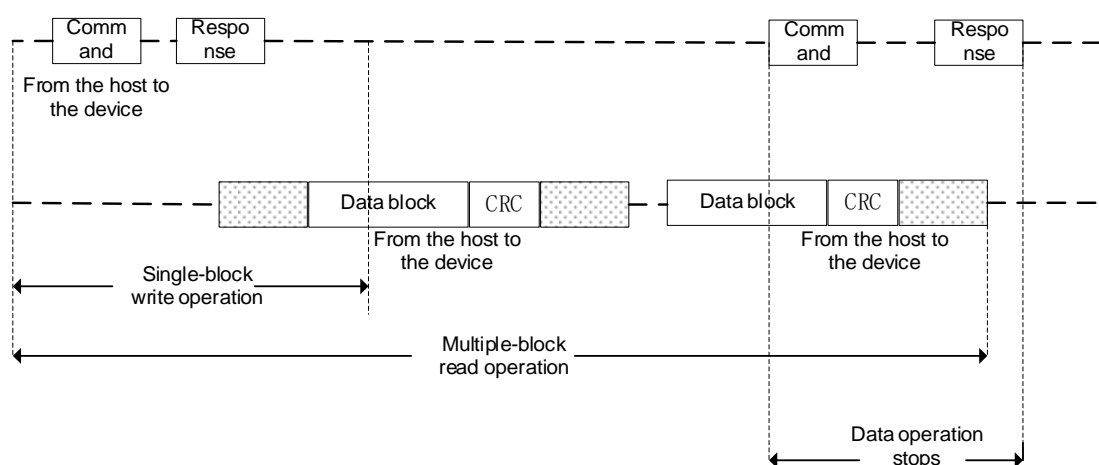 Comm
and
Respo
nse
Comm
and
Respo
nse
From the host to
the device
Data block
CRC
Data block
CRC
From the host to
the device
From the host to
the device
Single-block
write operation
Multiple-block
read operation
Data operation
stops